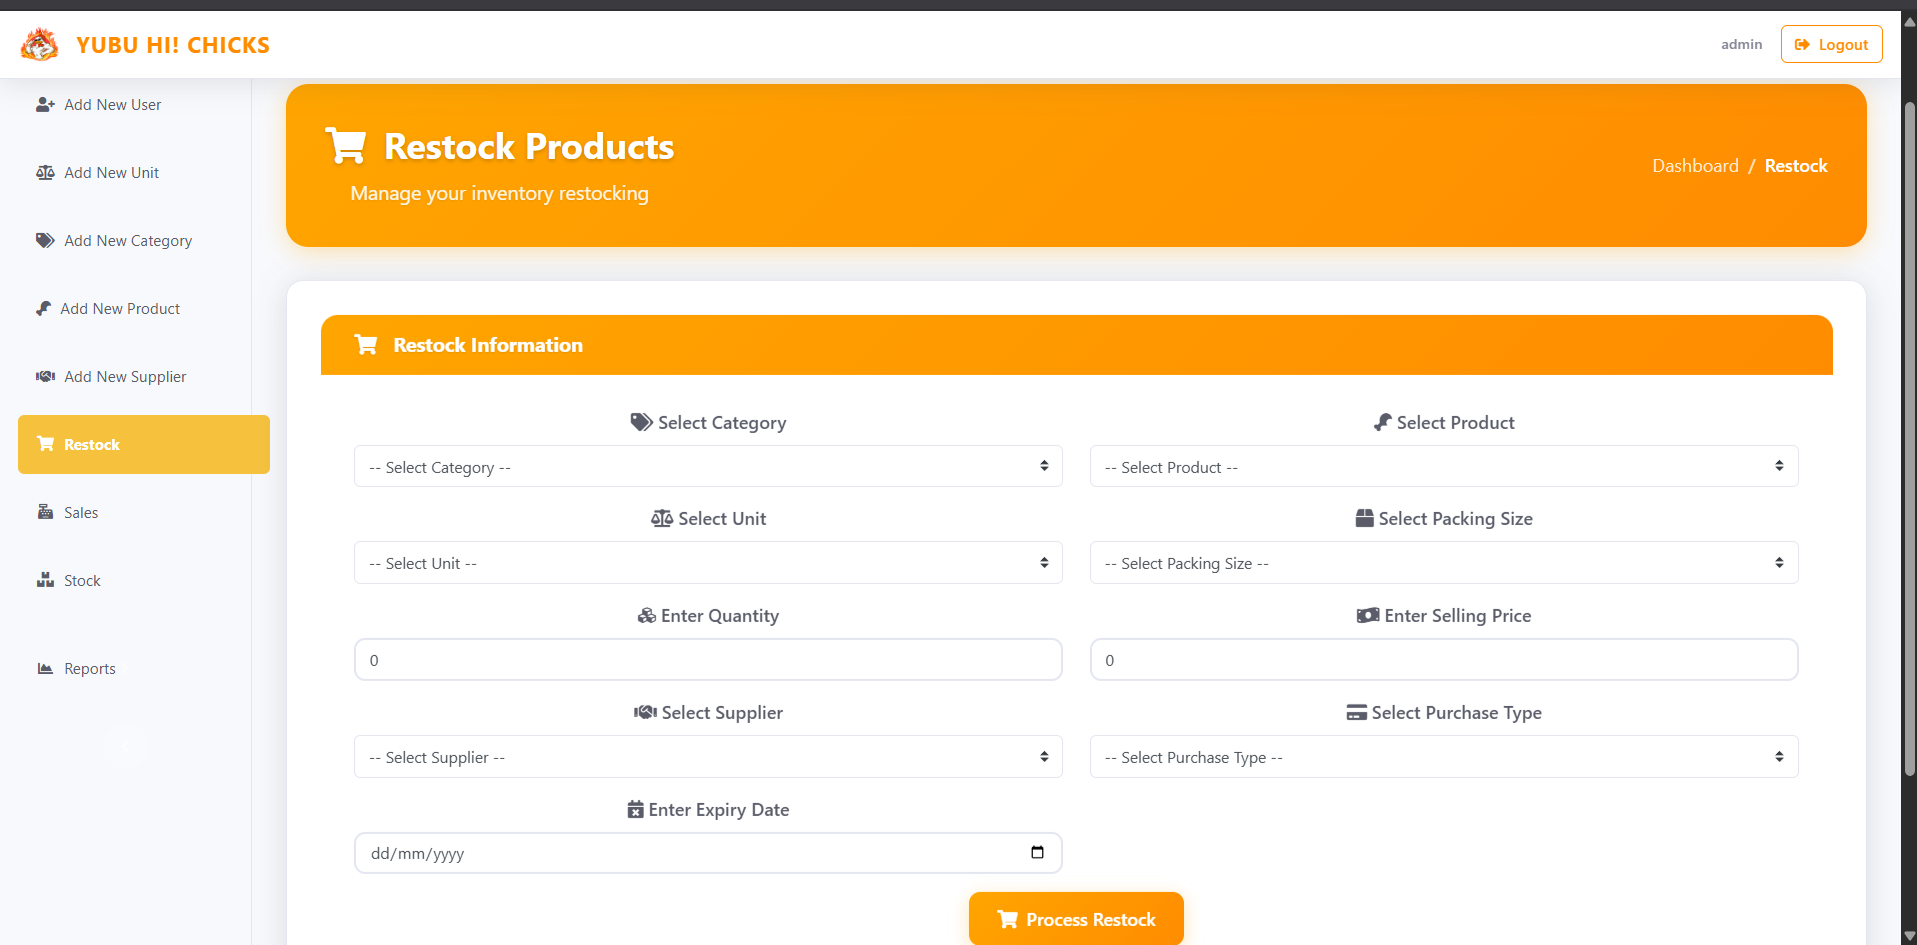 YUBU HI! CHICKS
admin
Logout
Add New User
Add New Unit
Add New Category
Add New Product
Add New Supplier
Restock
Sales
Stock
Reports
Restock Products
Manage your inventory restocking
Dashboard / Restock
Restock Information
Select Category
-- Select Category --
Select Product
-- Select Product --
Select Unit
-- Select Unit --
Select Packing Size
-- Select Packing Size --
Enter Quantity
0
Enter Selling Price
0
Select Supplier
-- Select Supplier --
Select Purchase Type
-- Select Purchase Type --
Enter Expiry Date
dd/mm/yyyy
Process Restock